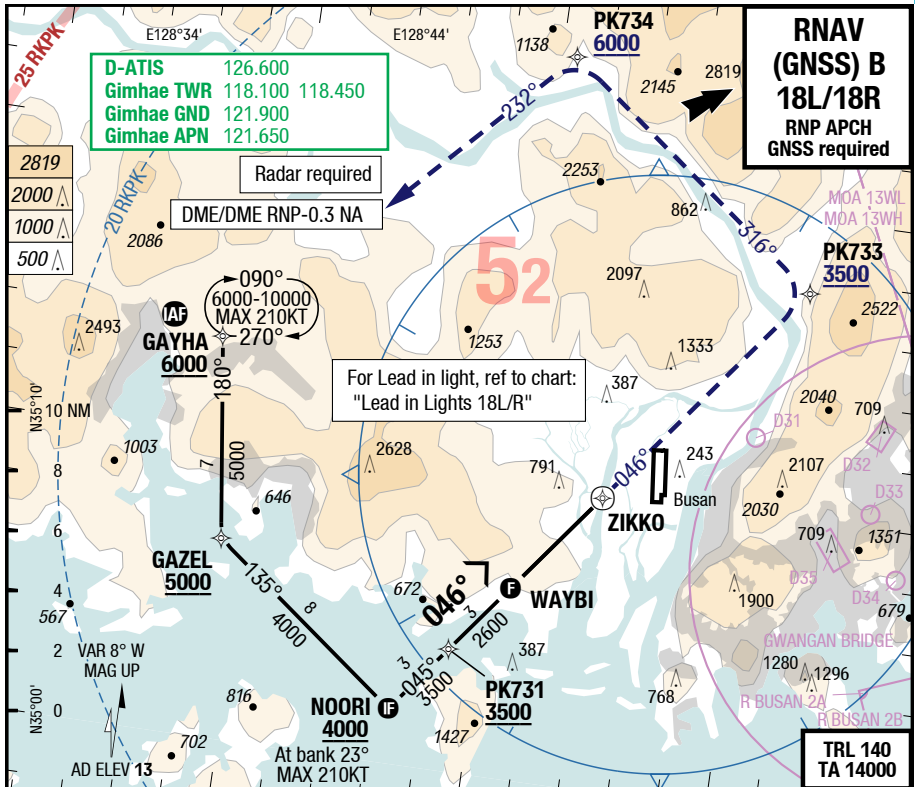 25 RKPK
E128°34'
E128°44'
1138
PK734
6000
2145
2819
RNAV
(GNSS) B
18L/18R
RNP APCH
GNSS required
D-ATIS 126.600
Gimhae TWR 118.100 118.450
Gimhae GND 121.900
Gimhae APN 121.650
232°
2819
2000
1000
500
20 RKPK
Radar required
DME/DME RNP-0.3 NA
2086
2253
862
316°
MOA 13WL
MOA 13WH
PK733
3500
52
2097
2522
090°
6000-10000
MAX 210KT
270°
IAF
GAYHA
6000
2493
1253
1333
180°
For Lead in light, ref to chart:
"Lead in Lights 18L/R"
387
2040
709
N35°10'
10 NM
D31
D32
1003
8
7
5000
2628
791
046°
243
2107
Busan
2030
D33
646
ZIKKO
6
GAZEL
5000
709
1351
D35
D34
135°
8
4000
672
046°
F
WAYBI
4
567
1900
679
3
2600
387
GWANGAN BRIDGE
VAR 8° W
MAG UP
2
3
045°
3500
PK731
3500
1280
1296
768
R BUSAN 2A
R BUSAN 2B
N35°00'
0
816
NOORI
4000
IF
1427
702
At bank 23°
MAX 210KT
AD ELEV 13
TRL 140
TA 14000